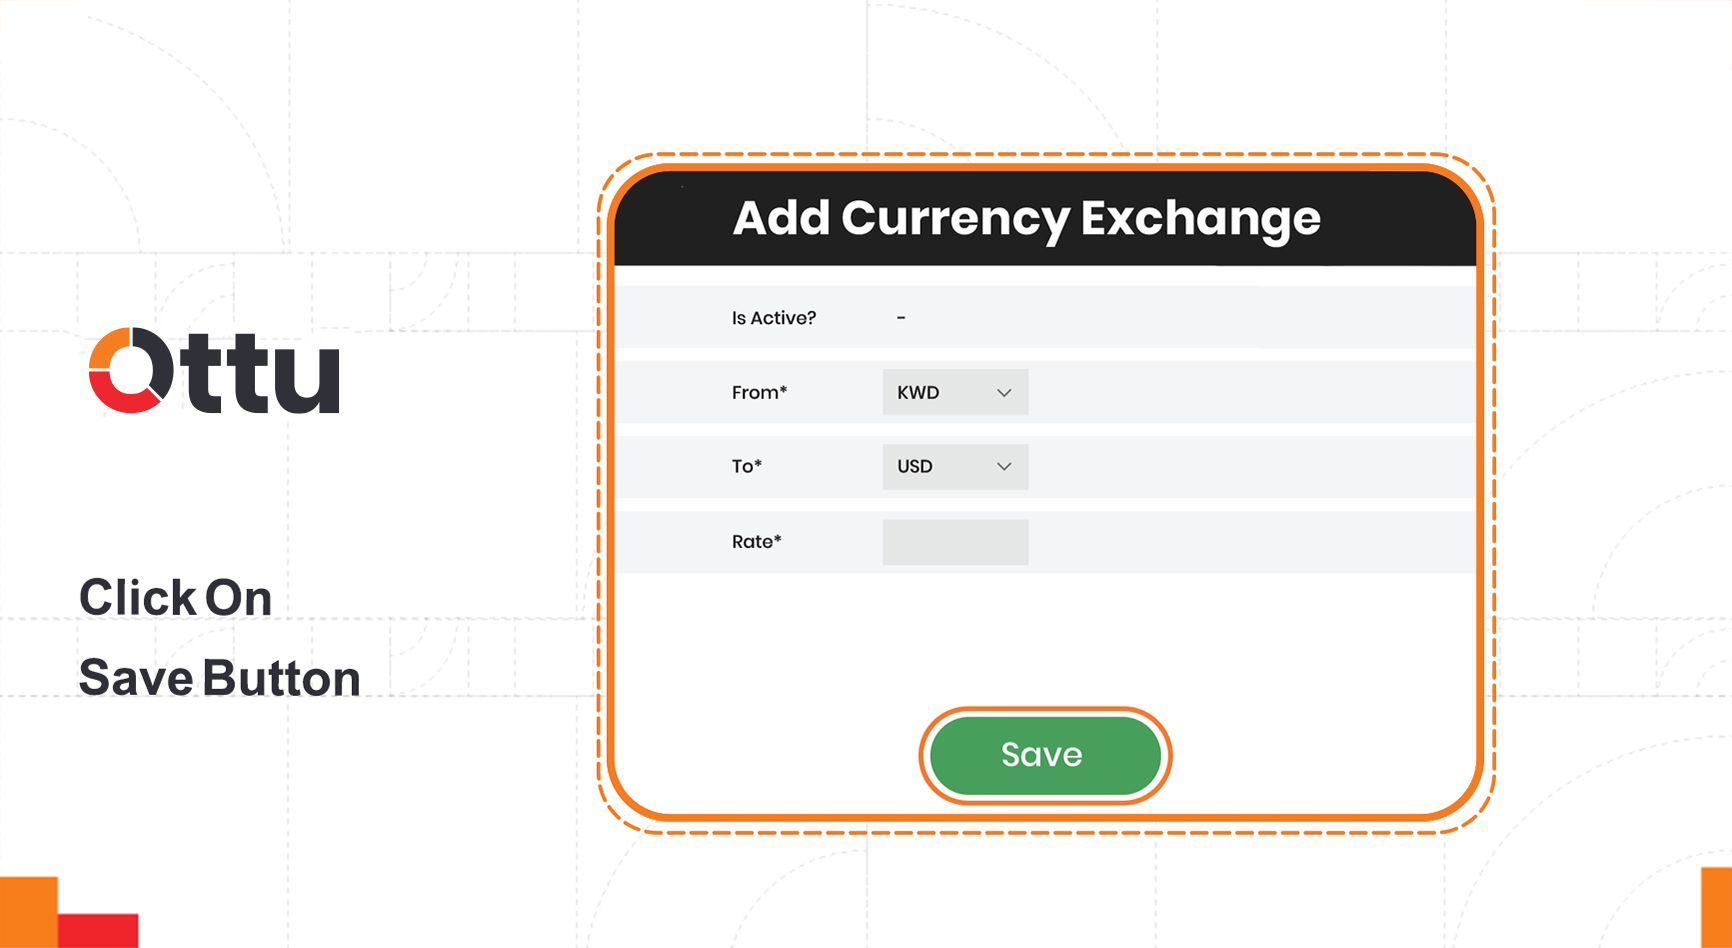 Ottu
Click On
Save Button
Add Currency Exchange
Is Active? -
From* KWD
To* USD
Rate*
Save